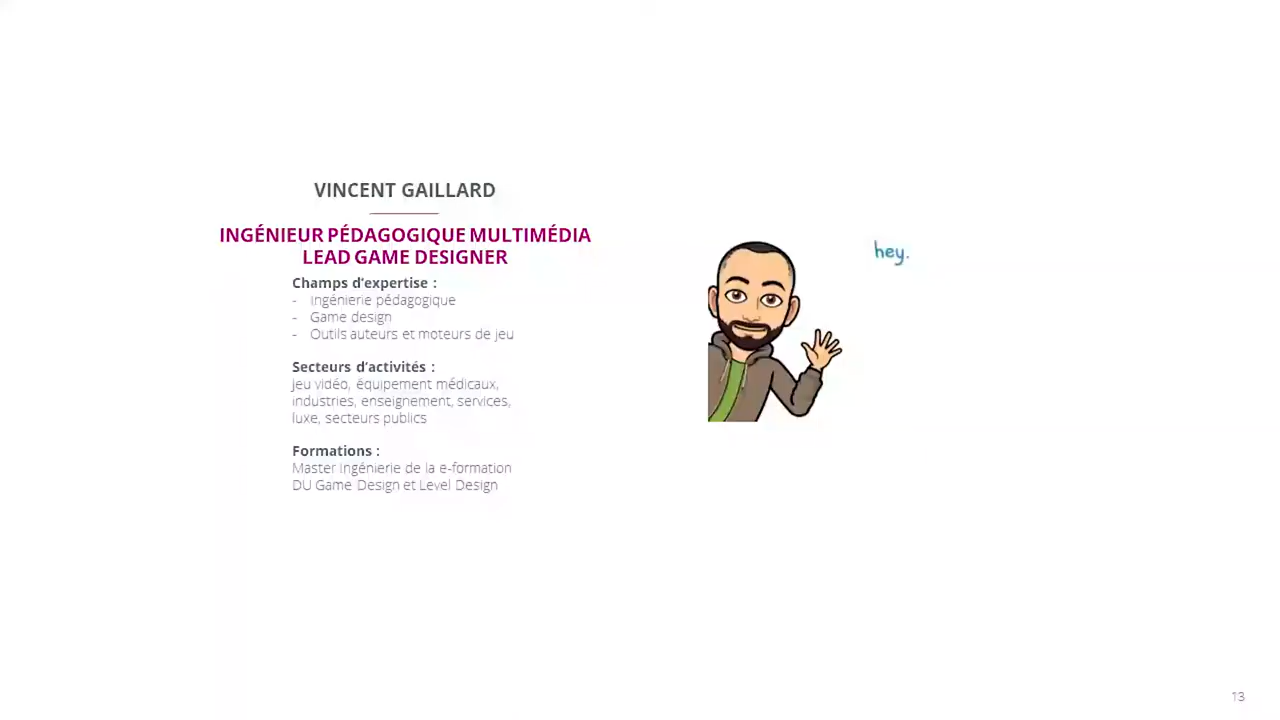 VINCENT GAILLARD
INGÉNIEUR PÉDAGOGIQUE MULTIMÉDIA
LEAD GAME DESIGNER
Champs d'expertise :
- Ingénierie pédagogique
- Game design
- Outils auteurs et moteurs de jeu
Secteurs d'activités :
jeu vidéo, équipement médicaux,
industries, enseignement, services,
luxe, secteurs publics
Formations :
Master Ingénierie de la e-formation
DU Game Design et Level Design
hey.
13